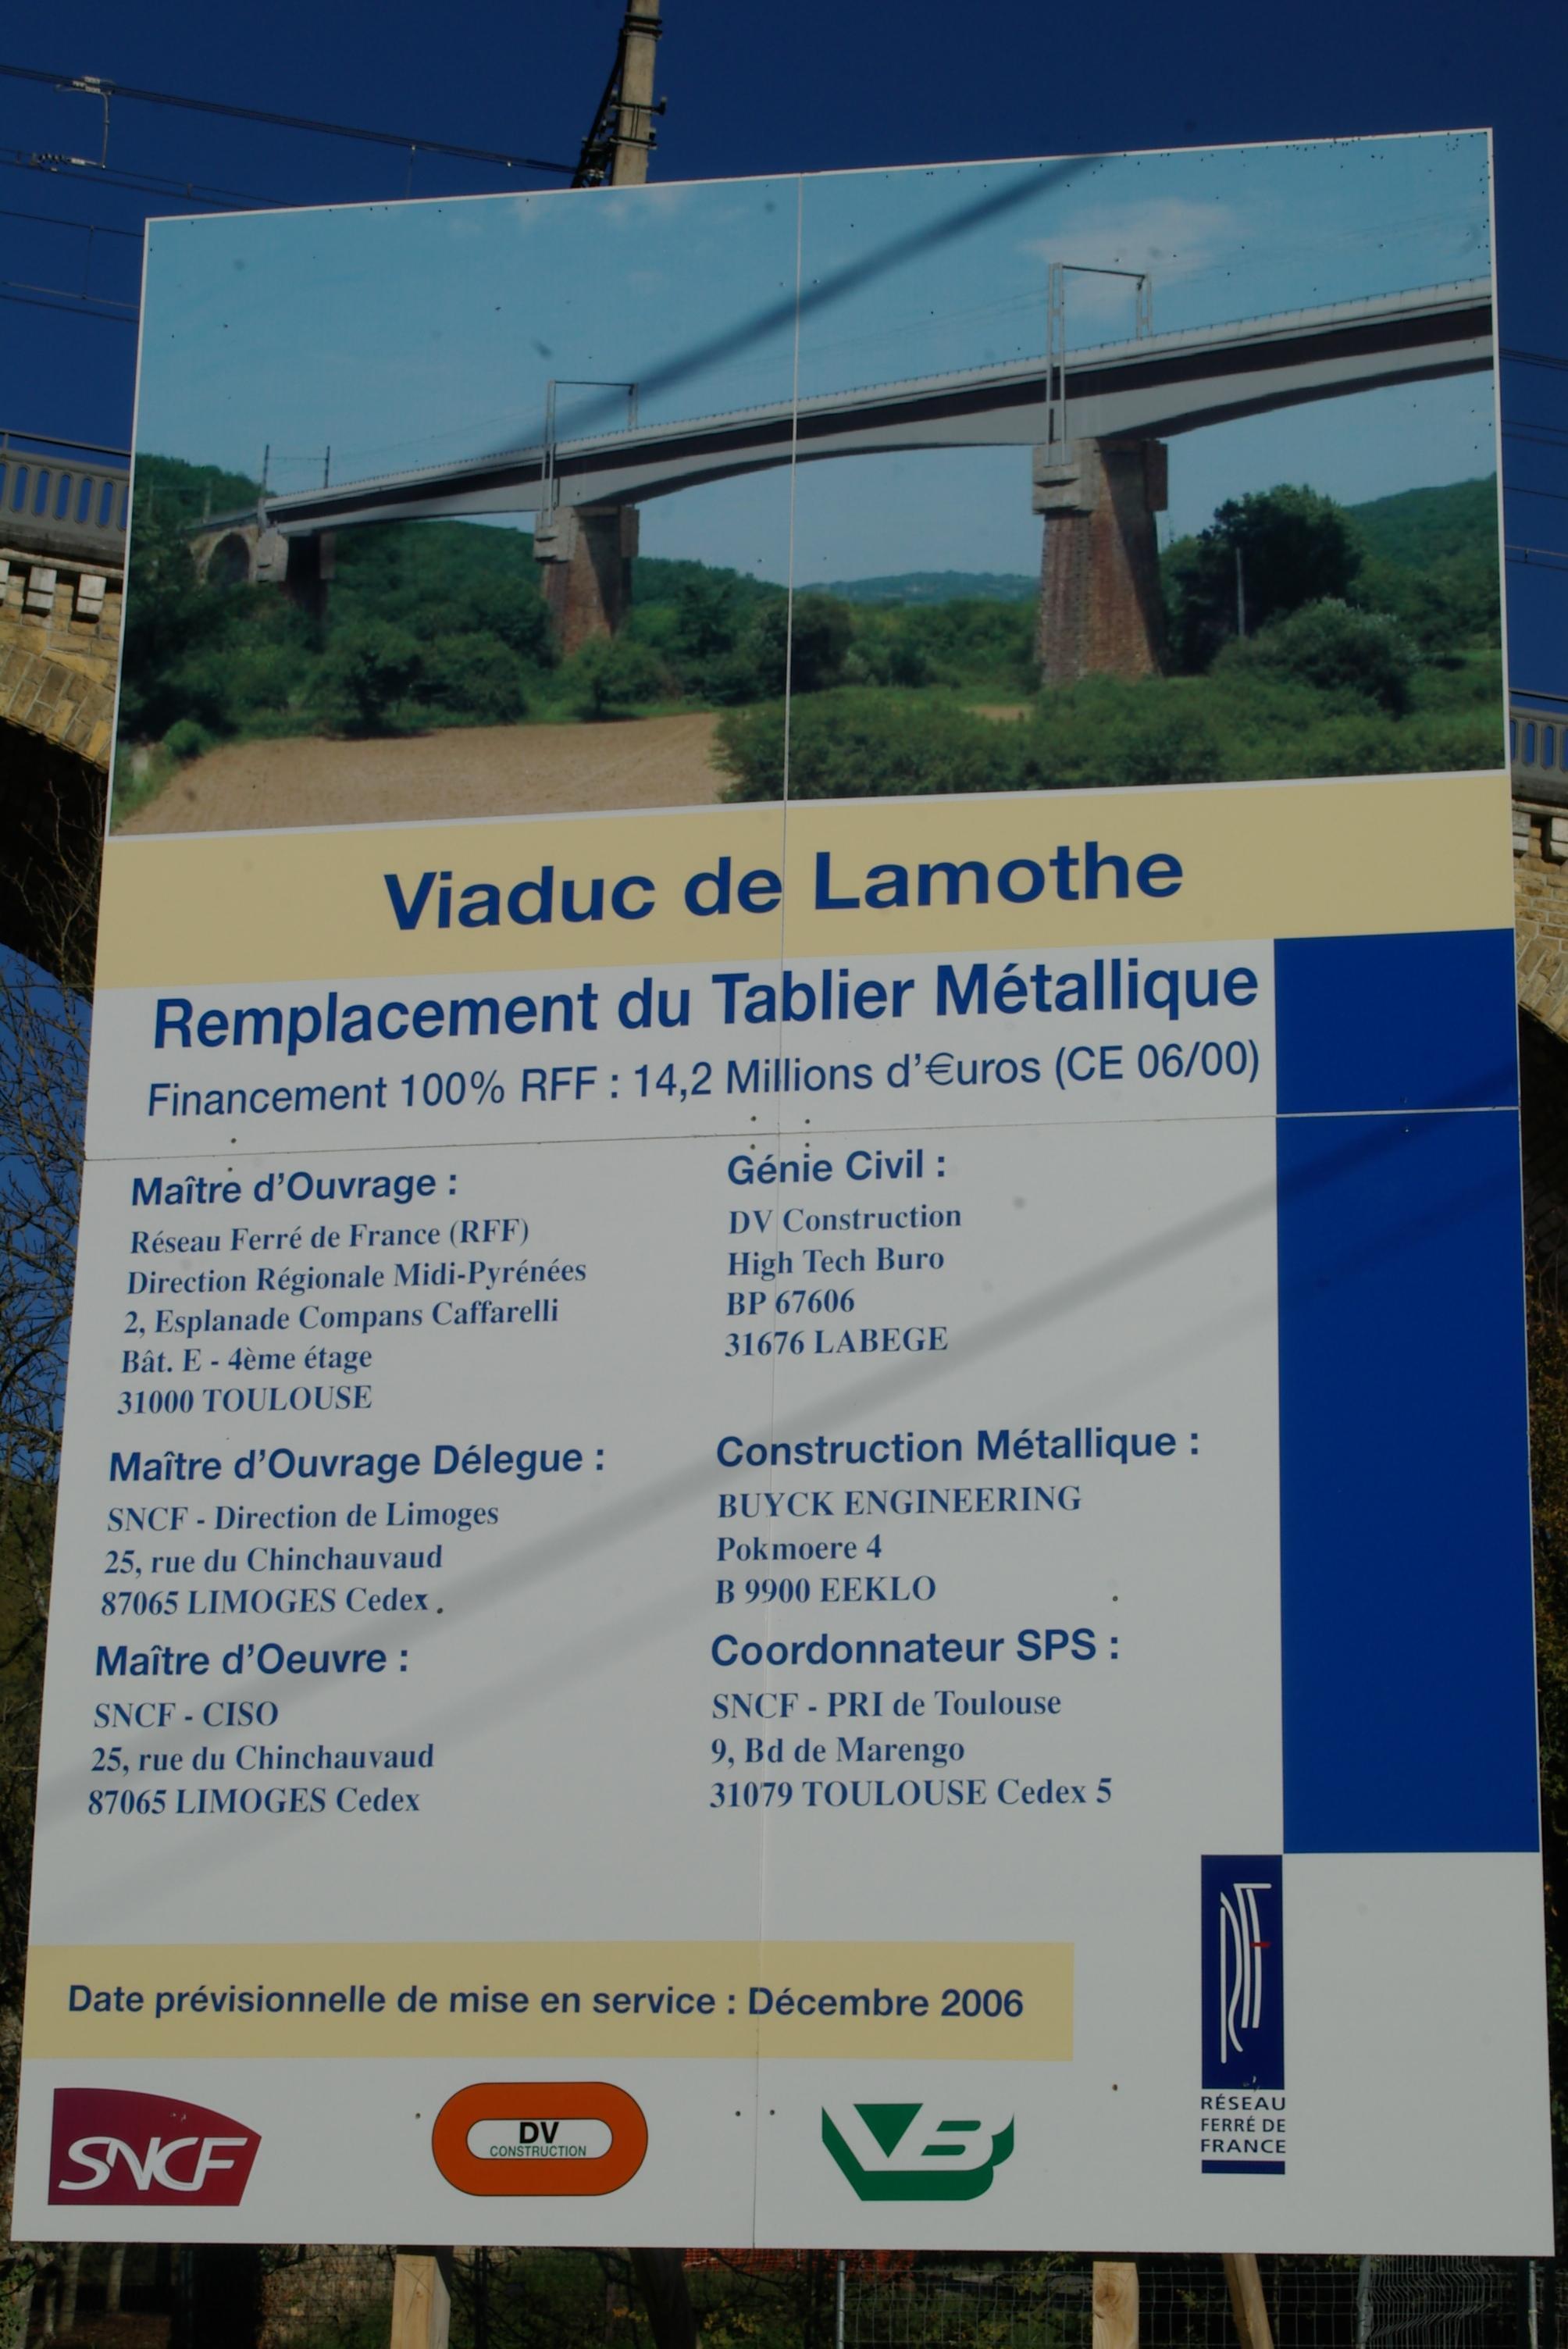 Viaduc de Lamothe
Remplacement du Tablier Métallique
Financement 100% RFF : 14,2 Millions d'€uros (CE 06/00)
Maître d'Ouvrage :
Réseau Ferré de France (RFF)
Direction Régionale Midi-Pyrénées
2, Esplanade Compans Caffarelli
Bât. E - 4ème étage
31000 TOULOUSE
Maître d'Ouvrage Délegue :
SNCF - Direction de Limoges
25, rue du Chinchauvaud
87065 LIMOGES Cedex
Maître d'Oeuvre :
SNCF - CISO
25, rue du Chinchauvaud
87065 LIMOGES Cedex
Génie Civil :
DV Construction
High Tech Buro
BP 67606
31676 LABEGE
Construction Métallique :
BUYCK ENGINEERING
Pokmoere 4
B 9900 EEKLO
Coordonnateur SPS :
SNCF - PRI de Toulouse
9, Bd de Marengo
31079 TOULOUSE Cedex 5
Date prévisionnelle de mise en service : Décembre 2006
SNCF
DV
CONSTRUCTION
VB
RFF
RÉSEAU
FERRÉ DE
FRANCE